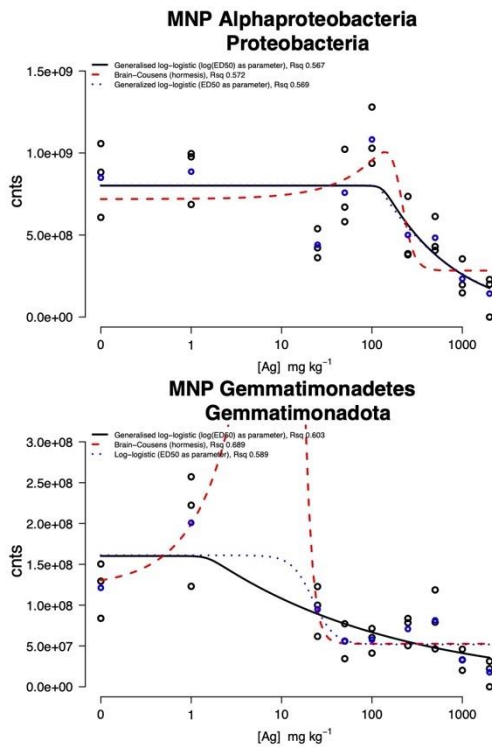 MNP Alphaproteobacteria
Proteobacteria
Generalised log-logistic (log(ED50) as parameter), Rsq 0.567
Brain-Cousens (hormesis), Rsq 0.572
Generalized log-logistic (ED50 as parameter), Rsq 0.569
1.5e+09
1.0e+09
5.0e+08
0.0e+00
cnts
0 1 10 100 1000
[Ag] mg kg⁻¹
MNP Gemmatimonadetes
Gemmatimonadota
Generalised log-logistic (log(ED50) as parameter), Rsq 0.603
Brain-Cousens (hormesis), Rsq 0.689
Log-logistic (ED50 as parameter), Rsq 0.589
3.0e+08
2.5e+08
2.0e+08
1.5e+08
1.0e+08
5.0e+07
0.0e+00
cnts
0 1 10 100 1000
[Ag] mg kg⁻¹